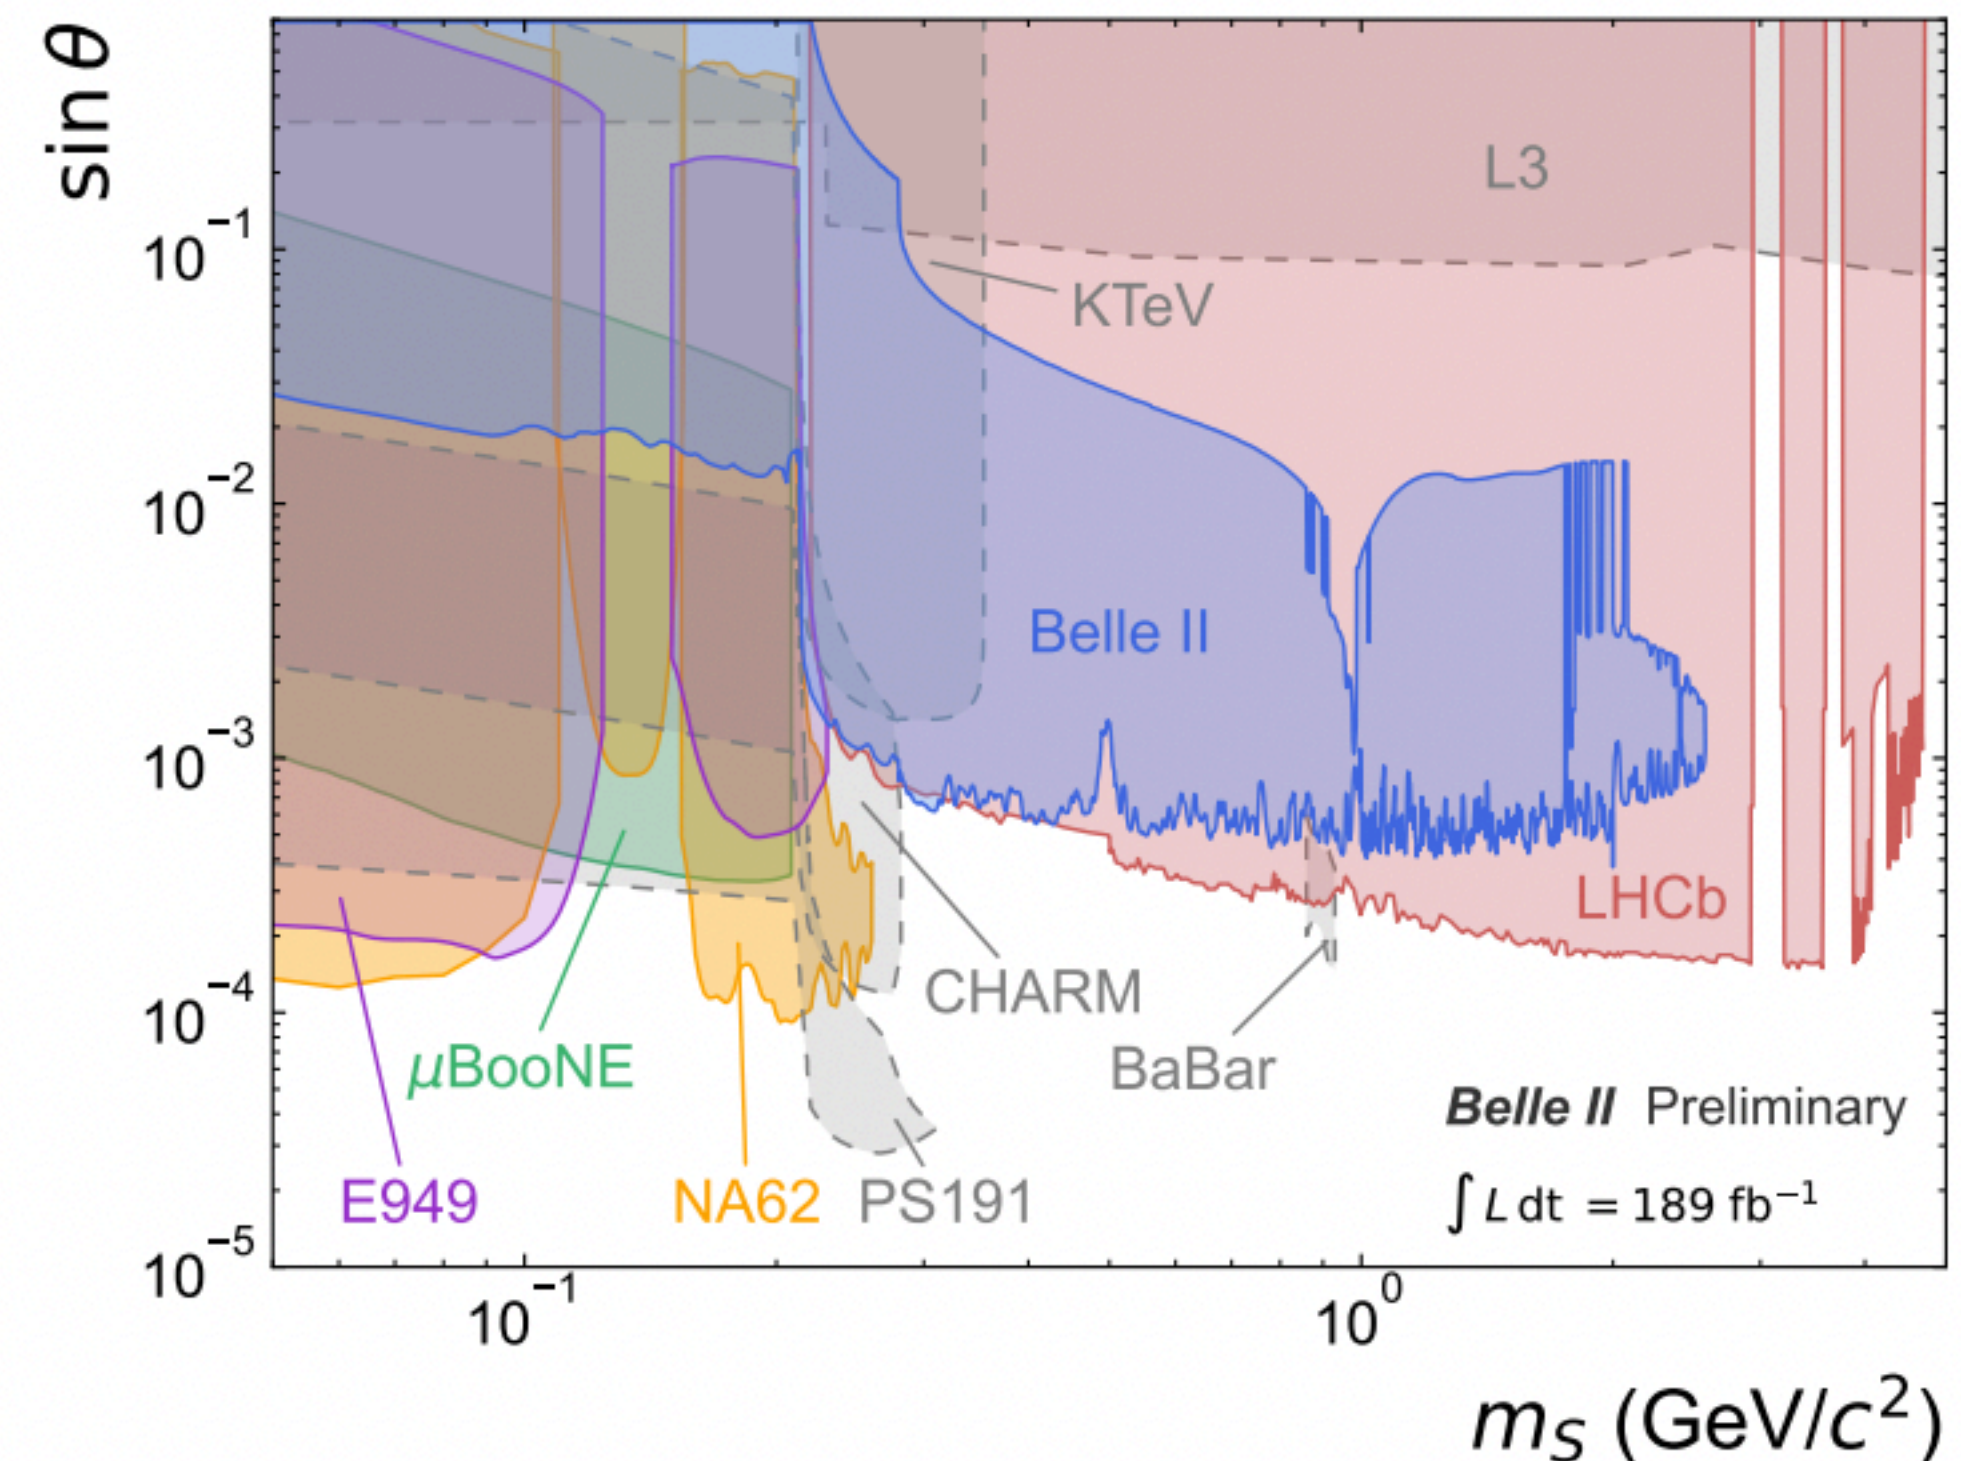 sin θ
L3
10⁻¹
KTeV
10⁻²
Belle II
10⁻³
LHCb
CHARM
10⁻⁴
μBooNE
BaBar
Belle II Preliminary
E949 NA62 PS191
∫ L dt = 189 fb⁻¹
10⁻⁵
10⁻¹ 10⁰
m_S (GeV/c²)